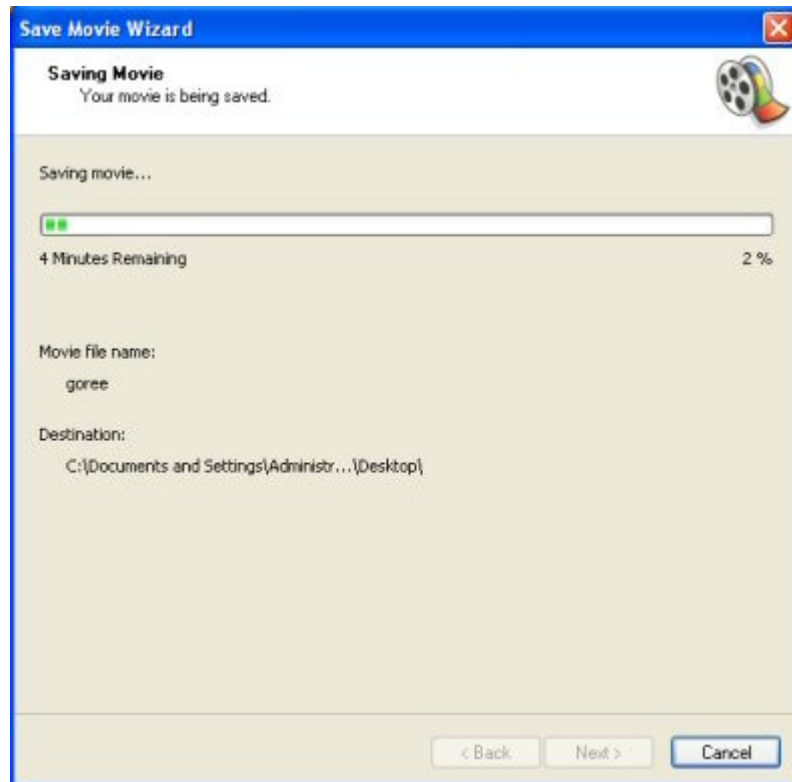 Save Movie Wizard
Saving Movie
Your movie is being saved.
Saving movie...
4 Minutes Remaining 2 %
Movie file name:
goree
Destination:
C:\Documents and Settings\Administr...\Desktop\
< Back Next > Cancel